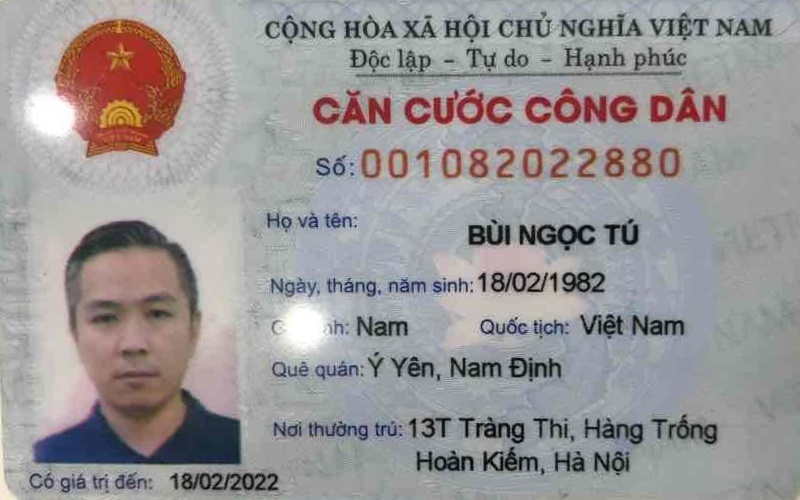 CỘNG HÒA XÃ HỘI CHỦ NGHĨA VIỆT NAM
Độc lập - Tự do - Hạnh phúc
CĂN CƯỚC CÔNG DÂN
Số: 001082022880
Họ và tên:
BÙI NGỌC TÚ
Ngày, tháng, năm sinh: 18/02/1982
Nam Quốc tịch: Việt Nam
Quê quán: Ý Yên, Nam Định
Nơi thường trú: 13T Tràng Thi, Hàng Trống
Hoàn Kiếm, Hà Nội
Có giá trị đến: 18/02/2022